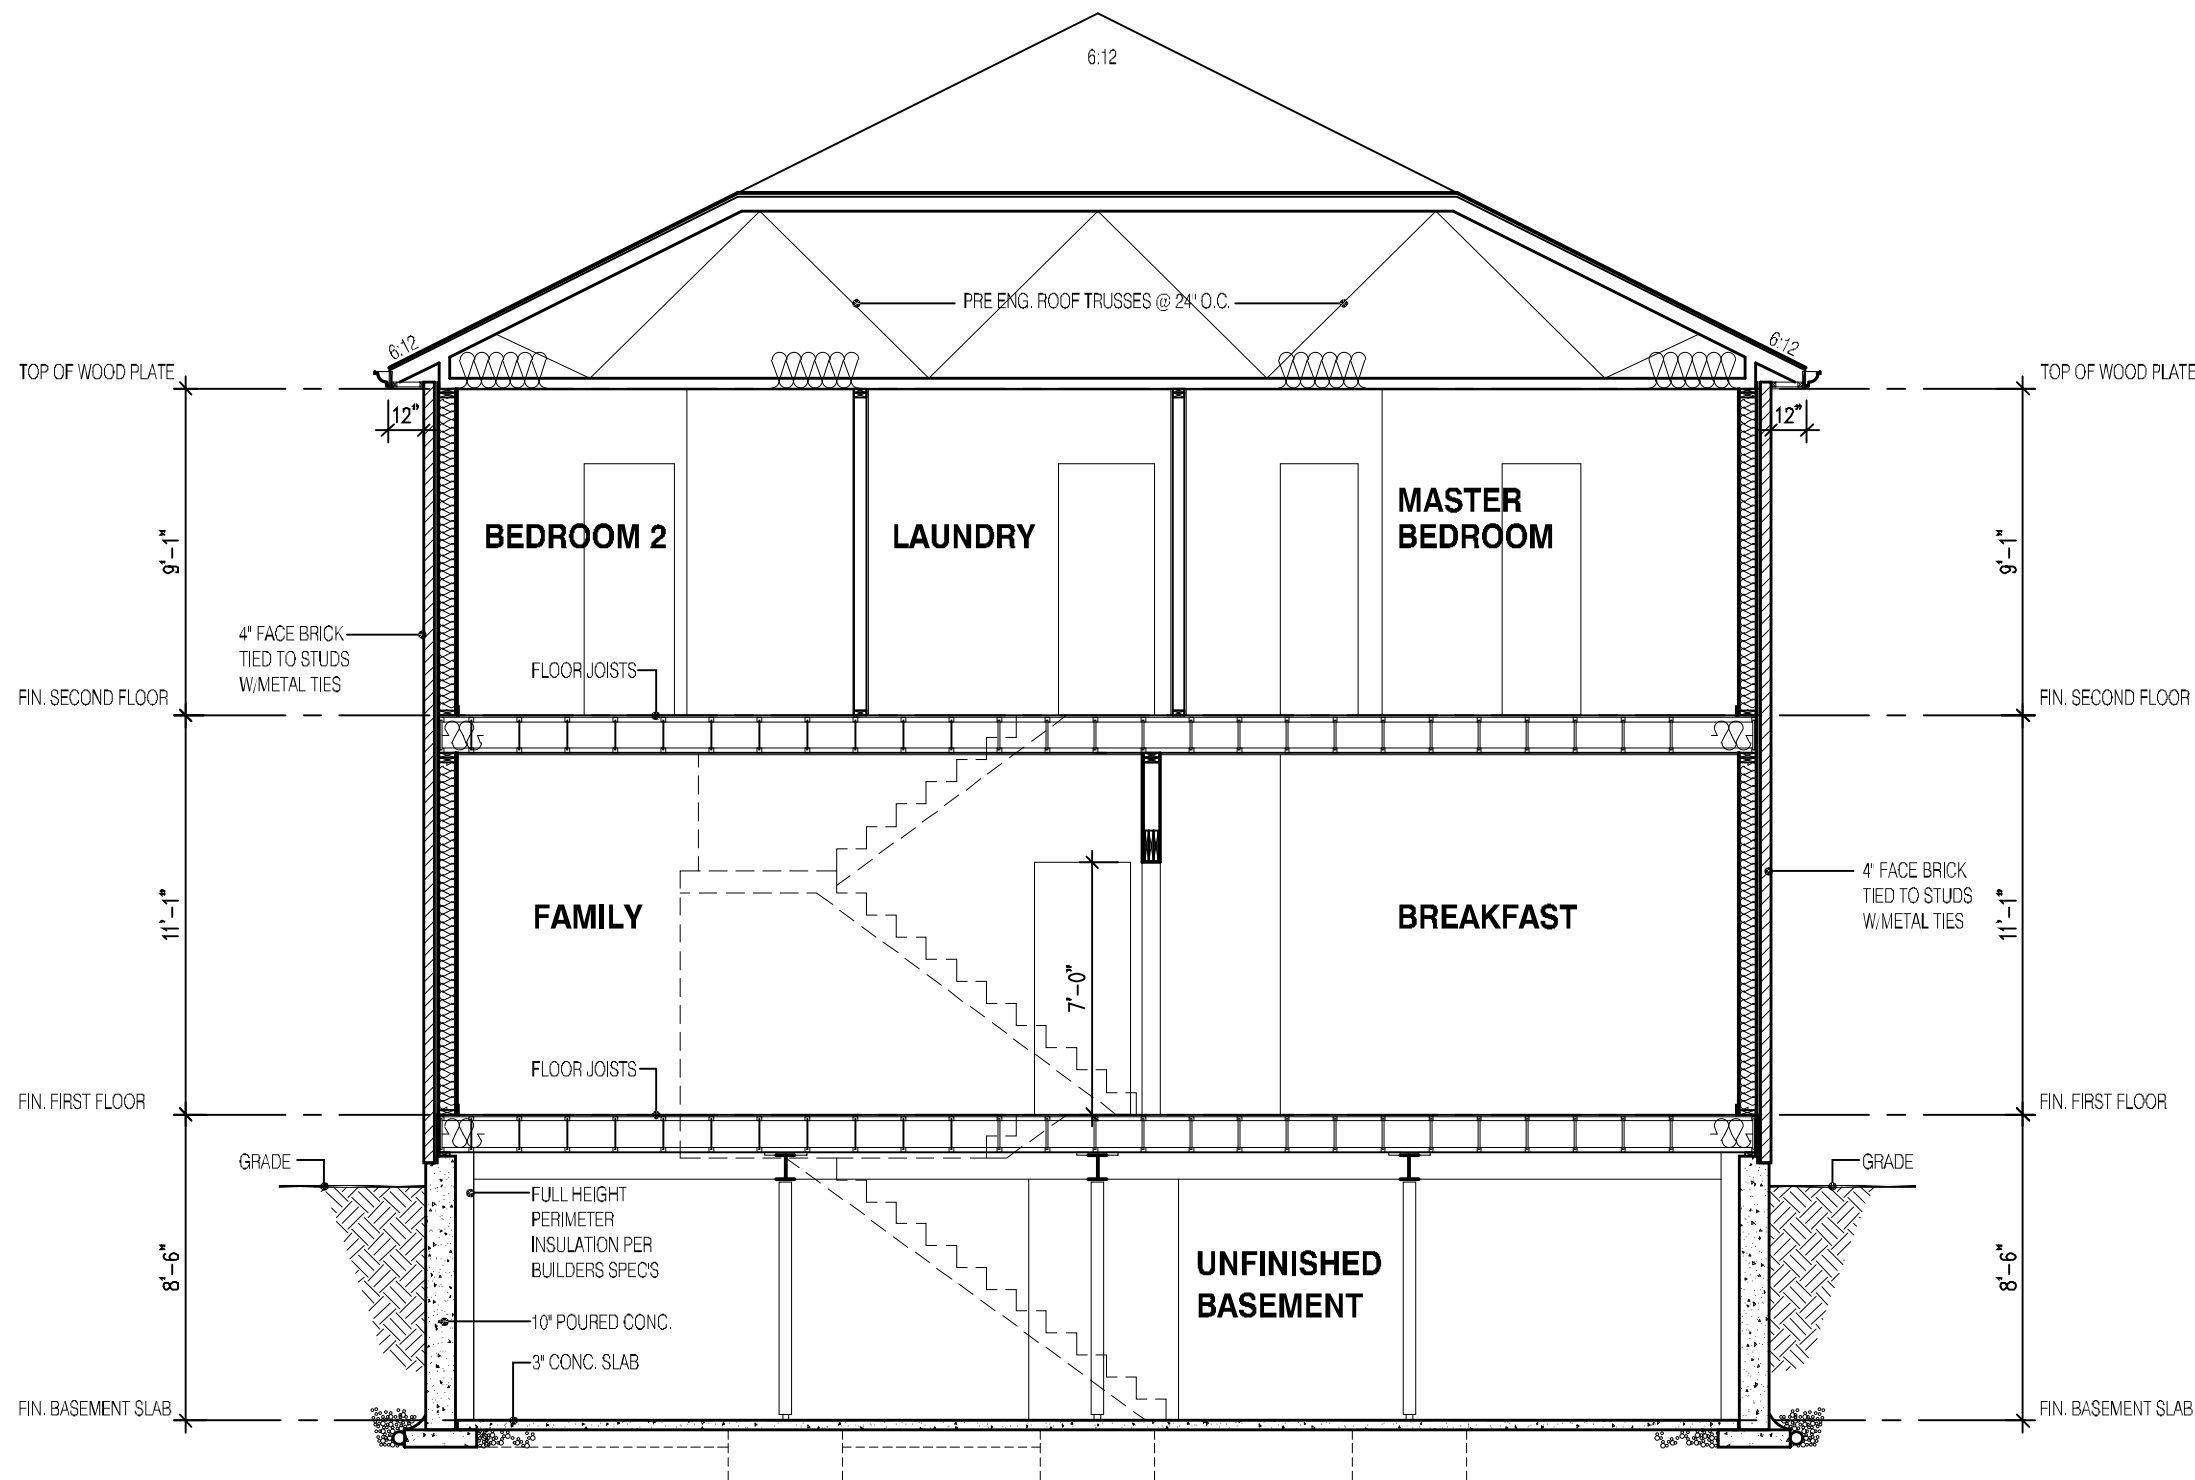 6:12
PRE ENG. ROOF TRUSSES @ 24" O.C.
6:12
6:12
TOP OF WOOD PLATE
TOP OF WOOD PLATE
12"
12"
MASTER
BEDROOM
BEDROOM 2
LAUNDRY
9'-1"
9'-1"
4" FACE BRICK
TIED TO STUDS
W/METAL TIES
FLOOR JOISTS
FIN. SECOND FLOOR
FIN. SECOND FLOOR
FAMILY
BREAKFAST
4" FACE BRICK
TIED TO STUDS
W/METAL TIES
11'-1"
11'-1"
7'-0"
FLOOR JOISTS
FIN. FIRST FLOOR
FIN. FIRST FLOOR
GRADE
GRADE
FULL HEIGHT
PERIMETER
INSULATION PER
BUILDERS SPEC'S
8'-6"
8'-6"
UNFINISHED
BASEMENT
10" POURED CONC.
3" CONC. SLAB
FIN. BASEMENT SLAB
FIN. BASEMENT SLAB